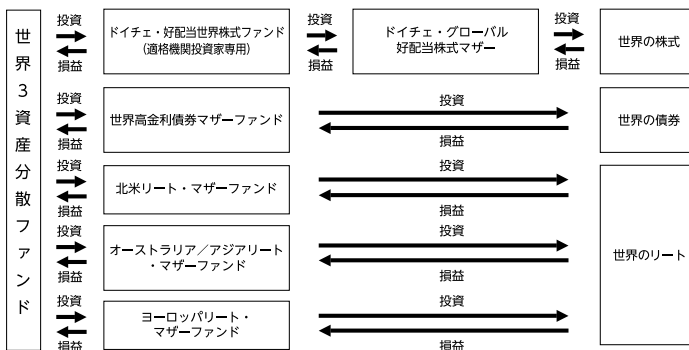 世界3資産分散ファンド
投資
損益
ドイチェ・好配当世界株式ファンド
(適格機関投資家専用)
投資
損益
ドイチェ・グローバル
好配当株式マザー
投資
損益
世界の株式
投資
損益
世界高金利債券マザーファンド
投資
損益
世界の債券
投資
損益
北米リート・マザーファンド
投資
損益
世界のリート
投資
損益
オーストラリア／アジアリート
・マザーファンド
投資
損益
投資
損益
ヨーロッパリート・
マザーファンド
投資
損益